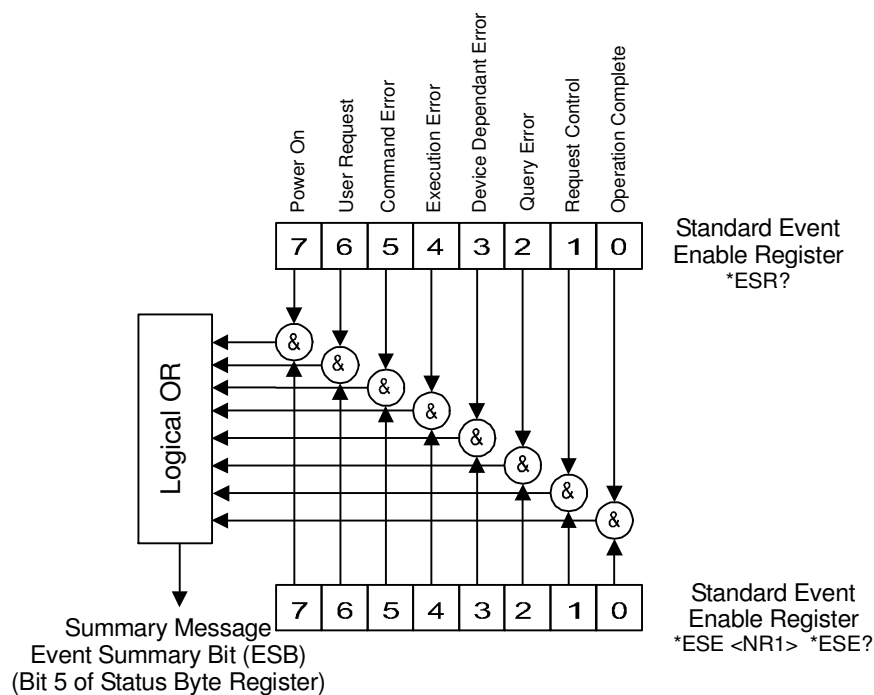 Power On
User Request
Command Error
Execution Error
Device Dependant Error
Query Error
Request Control
Operation Complete
7 6 5 4 3 2 1 0
Standard Event
Enable Register
*ESR?
&
&
&
&
&
&
&
&
Logical OR
7 6 5 4 3 2 1 0
Standard Event
Enable Register
*ESE <NR1> *ESE?
Summary Message
Event Summary Bit (ESB)
(Bit 5 of Status Byte Register)